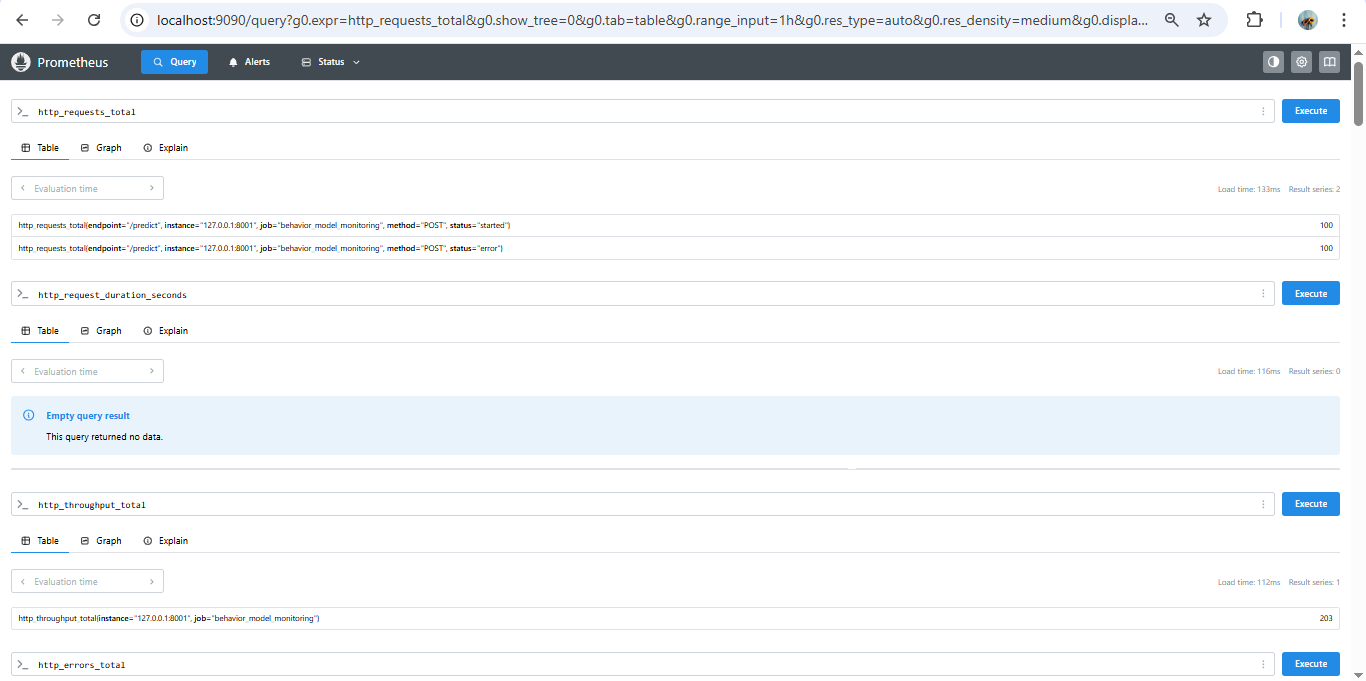 localhost:9090/query?g0.expr=http_requests_total&g0.show_tree=0&g0.tab=table&g0.range_input=1h&g0.res_type=auto&g0.res_density=medium&g0.displa...
Prometheus Query Alerts Status
>_ http_requests_total Execute
Table Graph Explain
Evaluation time Load time: 133ms Result series: 2
http_requests_total{endpoint="/predict", instance="127.0.0.1:8001", job="behavior_model_monitoring", method="POST", status="started"} 100
http_requests_total{endpoint="/predict", instance="127.0.0.1:8001", job="behavior_model_monitoring", method="POST", status="error"} 100
>_ http_request_duration_seconds Execute
Table Graph Explain
Evaluation time Load time: 116ms Result series: 0
Empty query result
This query returned no data.
>_ http_throughput_total Execute
Table Graph Explain
Evaluation time Load time: 112ms Result series: 1
http_throughput_total{instance="127.0.0.1:8001", job="behavior_model_monitoring"} 203
>_ http_errors_total Execute